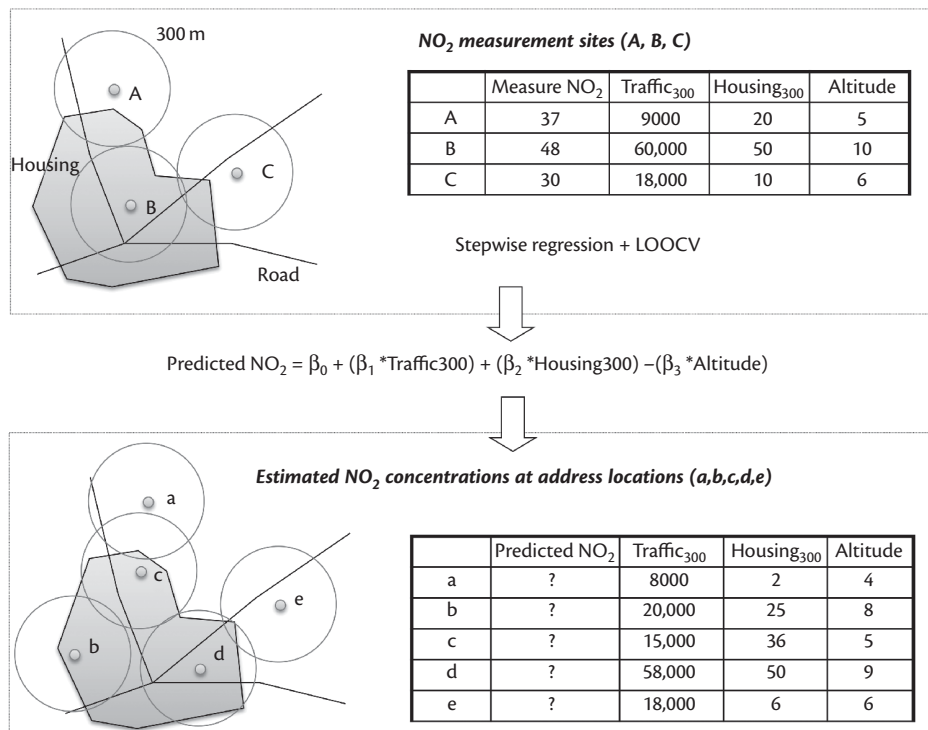 300 m
A
Housing
C
B
Road
NO₂ measurement sites (A, B, C)
Measure NO₂ Traffic₃₀₀ Housing₃₀₀ Altitude
A 37 9000 20 5
B 48 60,000 50 10
C 30 18,000 10 6
Stepwise regression + LOOCV
Predicted NO₂ = β₀ + (β₁ *Traffic300) + (β₂ *Housing300) –(β₃ *Altitude)
Estimated NO₂ concentrations at address locations (a,b,c,d,e)
a
c
e
b
d
Predicted NO₂ Traffic₃₀₀ Housing₃₀₀ Altitude
a ? 8000 2 4
b ? 20,000 25 8
c ? 15,000 36 5
d ? 58,000 50 9
e ? 18,000 6 6